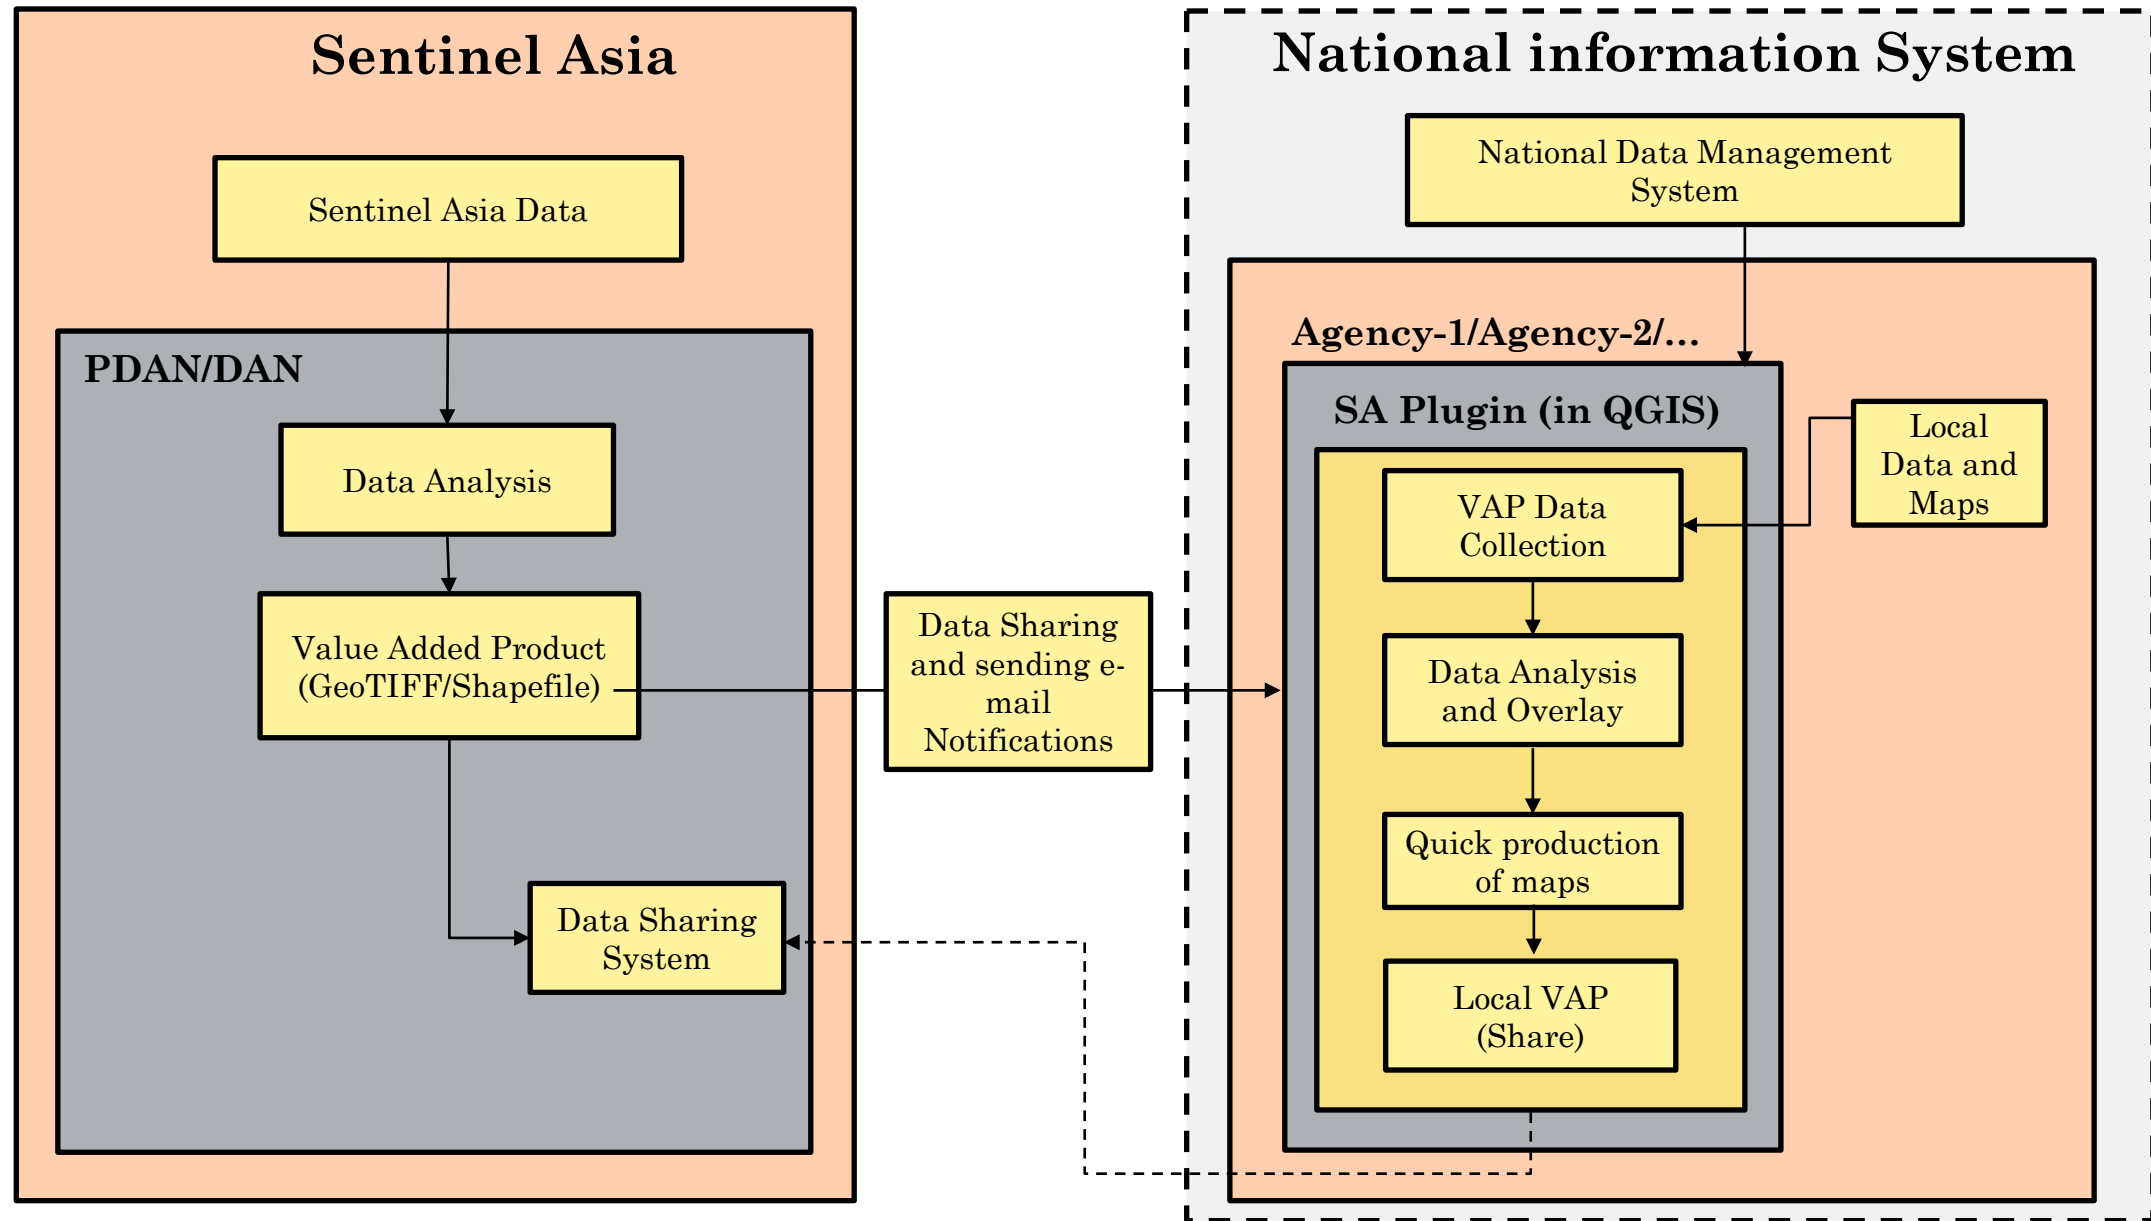 Sentinel Asia
Sentinel Asia Data
PDAN/DAN
Data Analysis
Value Added Product
(GeoTIFF/Shapefile)
Data Sharing
System
Data Sharing
and sending e-
mail
Notifications
National information System
National Data Management
System
Agency-1/Agency-2/...
SA Plugin (in QGIS)
Local
Data and
Maps
VAP Data
Collection
Data Analysis
and Overlay
Quick production
of maps
Local VAP
(Share)